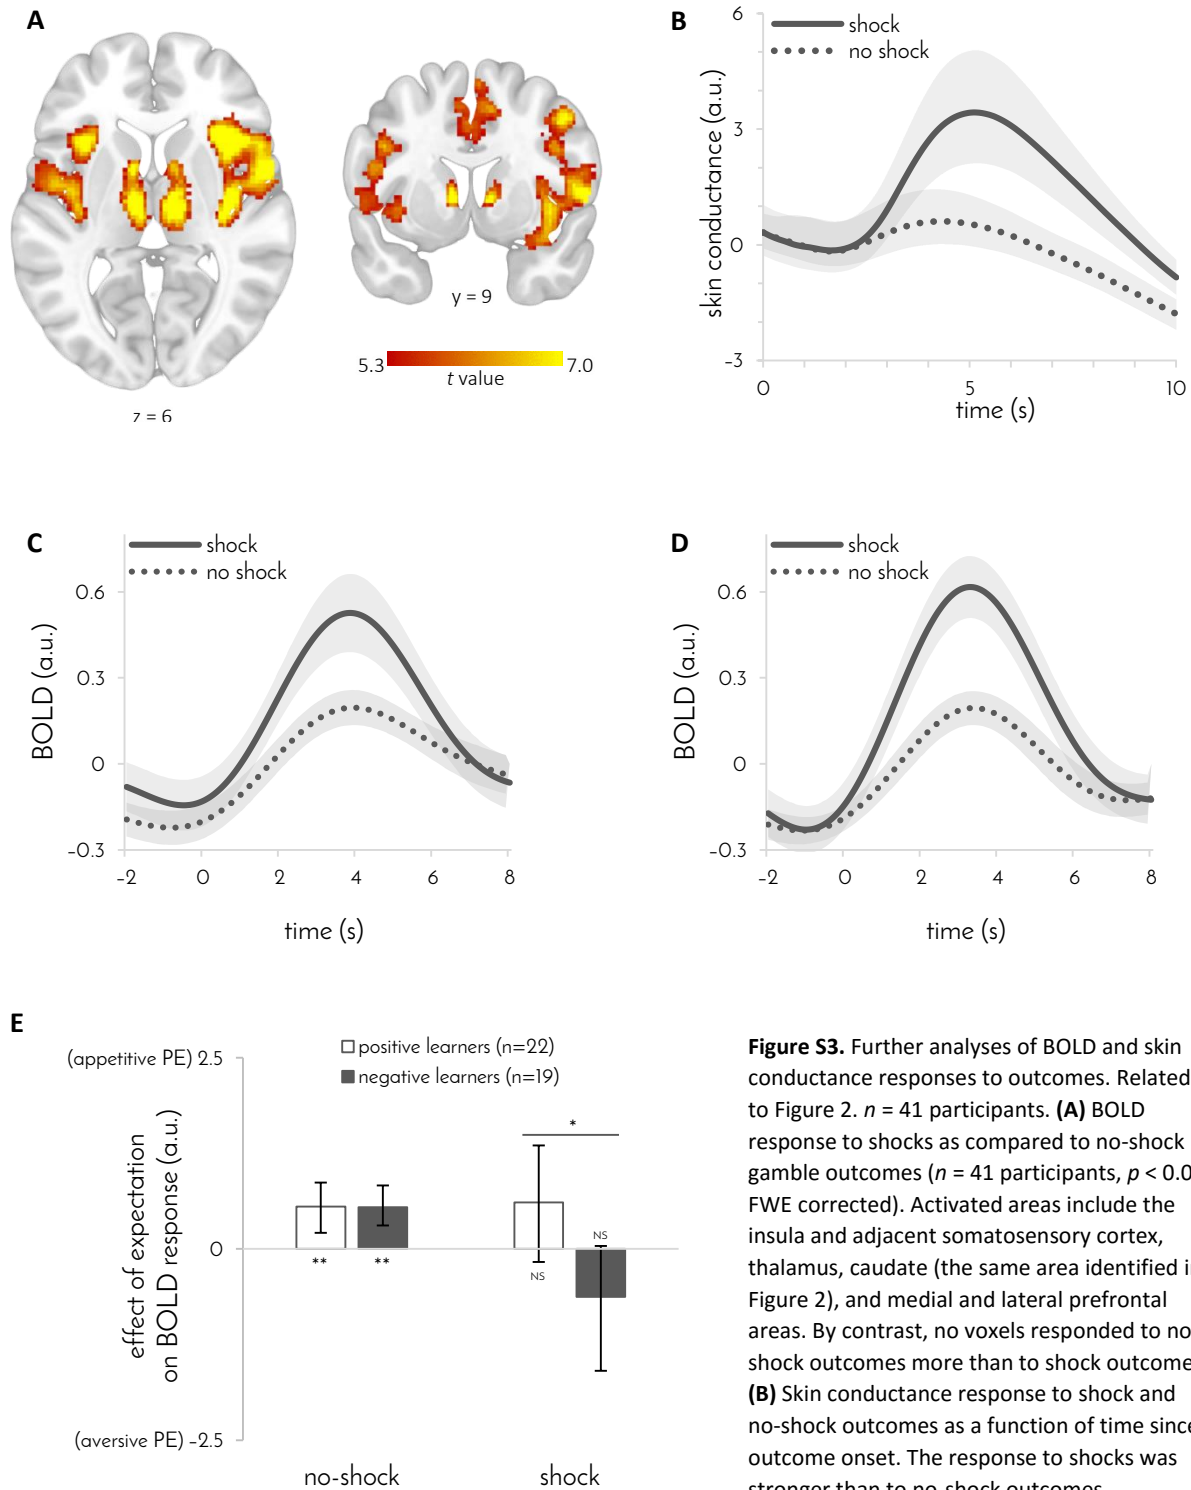 A
z = 6
y = 9
5.3
7.0
t value
B
shock
no shock
6
3
0
-3
skin conductance (a.u.)
0
5
10
time (s)
C
shock
no shock
0.6
0.3
0
-0.3
BOLD (a.u.)
-2
0
2
4
6
8
time (s)
D
shock
no shock
0.6
0.3
0
-0.3
BOLD (a.u.)
-2
0
2
4
6
8
time (s)
E
positive learners (n=22)
negative learners (n=19)
(appetitive PE) 2.5
0
(aversive PE) -2.5
effect of expectation
on BOLD response (a.u.)
**
**
*
NS
NS
no-shock
shock
Figure S3. Further analyses of BOLD and skin
conductance responses to outcomes. Related
to Figure 2. n = 41 participants. (A) BOLD
response to shocks as compared to no-shock
gamble outcomes (n = 41 participants, p < 0.0
FWE corrected). Activated areas include the
insula and adjacent somatosensory cortex,
thalamus, caudate (the same area identified i
Figure 2), and medial and lateral prefrontal
areas. By contrast, no voxels responded to no
shock outcomes more than to shock outcome
(B) Skin conductance response to shock and
no-shock outcomes as a function of time since
outcome onset. The response to shocks was
stronger than to no-shock outcomes